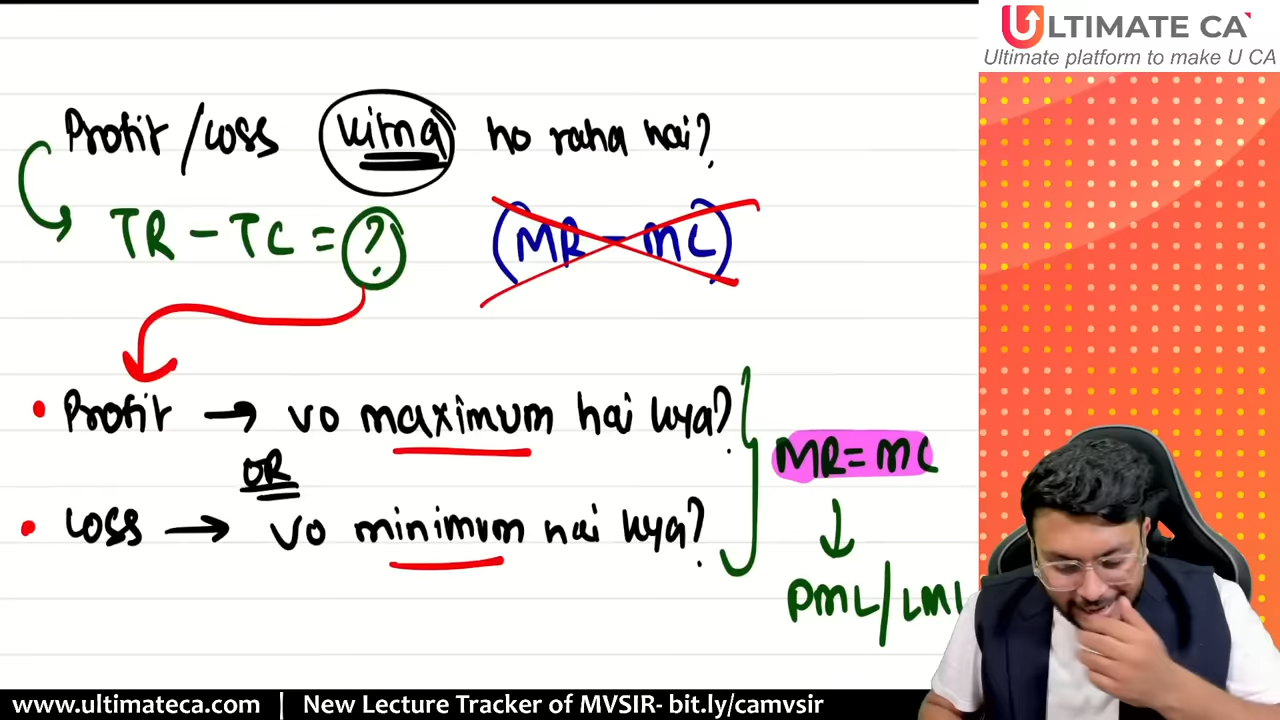 ULTIMATE CA
Ultimate platform to make U CA
Profit / Loss kitna ho raha hai?
TR - TC = ? (MR - MC)
Profit → vo maximum hai kya?
OR
Loss → vo minimum hai kya?
MR = MC
PML / LML
www.ultimateca.com | New Lecture Tracker of MVSIR- bit.ly/camvsir